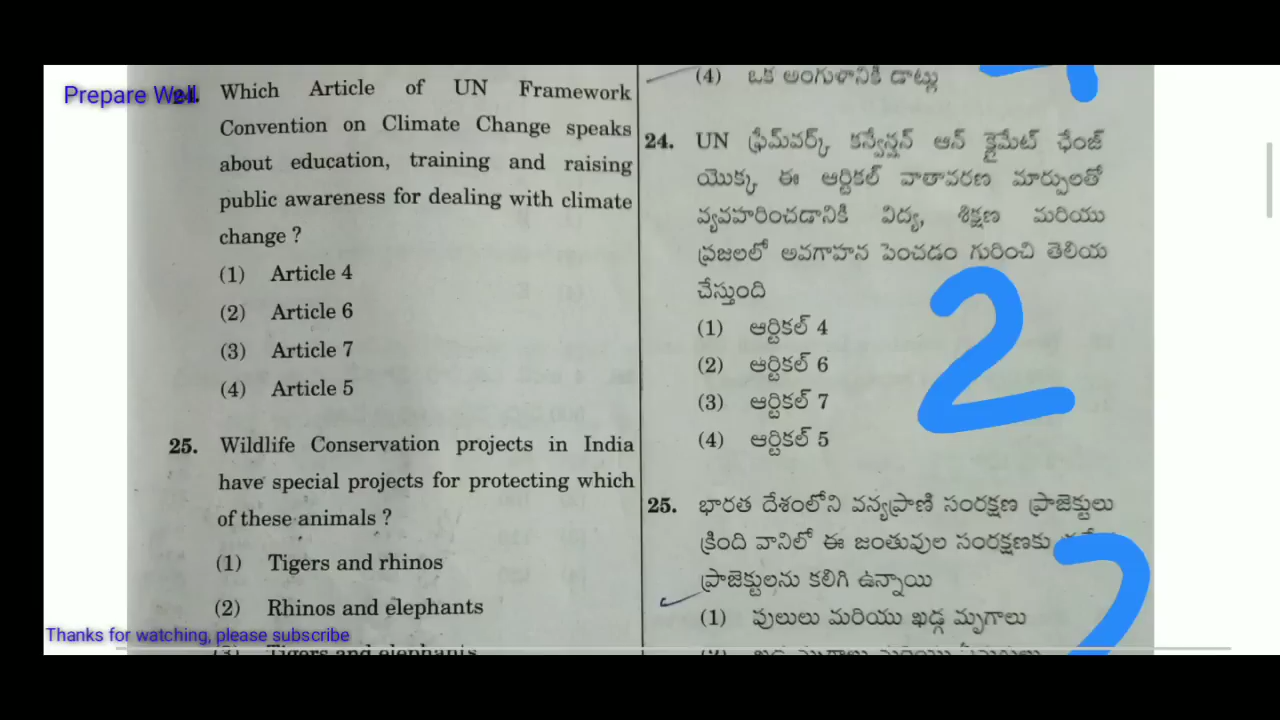 Prepare Well
24. Which Article of UN Framework
Convention on Climate Change speaks
about education, training and raising
public awareness for dealing with climate
change ?
(1) Article 4
(2) Article 6
(3) Article 7
(4) Article 5
25. Wildlife Conservation projects in India
have special projects for protecting which
of these animals ?
(1) Tigers and rhinos
(2) Rhinos and elephants
(3) Tigers and elephants
Thanks for watching, please subscribe
(4) ఒక అంగుళానికి డాట్లు
24. UN ఫ్రేమ్‌వర్క్ కన్వేన్షన్ ఆన్ క్లైమేట్ ఛేంజ్
యొక్క ఈ ఆర్టికల్ వాతావరణ మార్పులతో
వ్యవహరించడానికి విద్య, శిక్షణ మరియు
ప్రజలలో అవగాహన పెంచడం గురించి తెలియ
చేస్తుంది
(1) ఆర్టికల్ 4
(2) ఆర్టికల్ 6
(3) ఆర్టికల్ 7
(4) ఆర్టికల్ 5
2
25. భారత దేశంలోని వన్యప్రాణి సంరక్షణ ప్రాజెక్టులు
క్రింది వానిలో ఈ జంతువుల సంరక్షణకు
ప్రాజెక్టులను కలిగి ఉన్నాయి
(1) పులులు మరియు ఖడ్గ మృగాలు